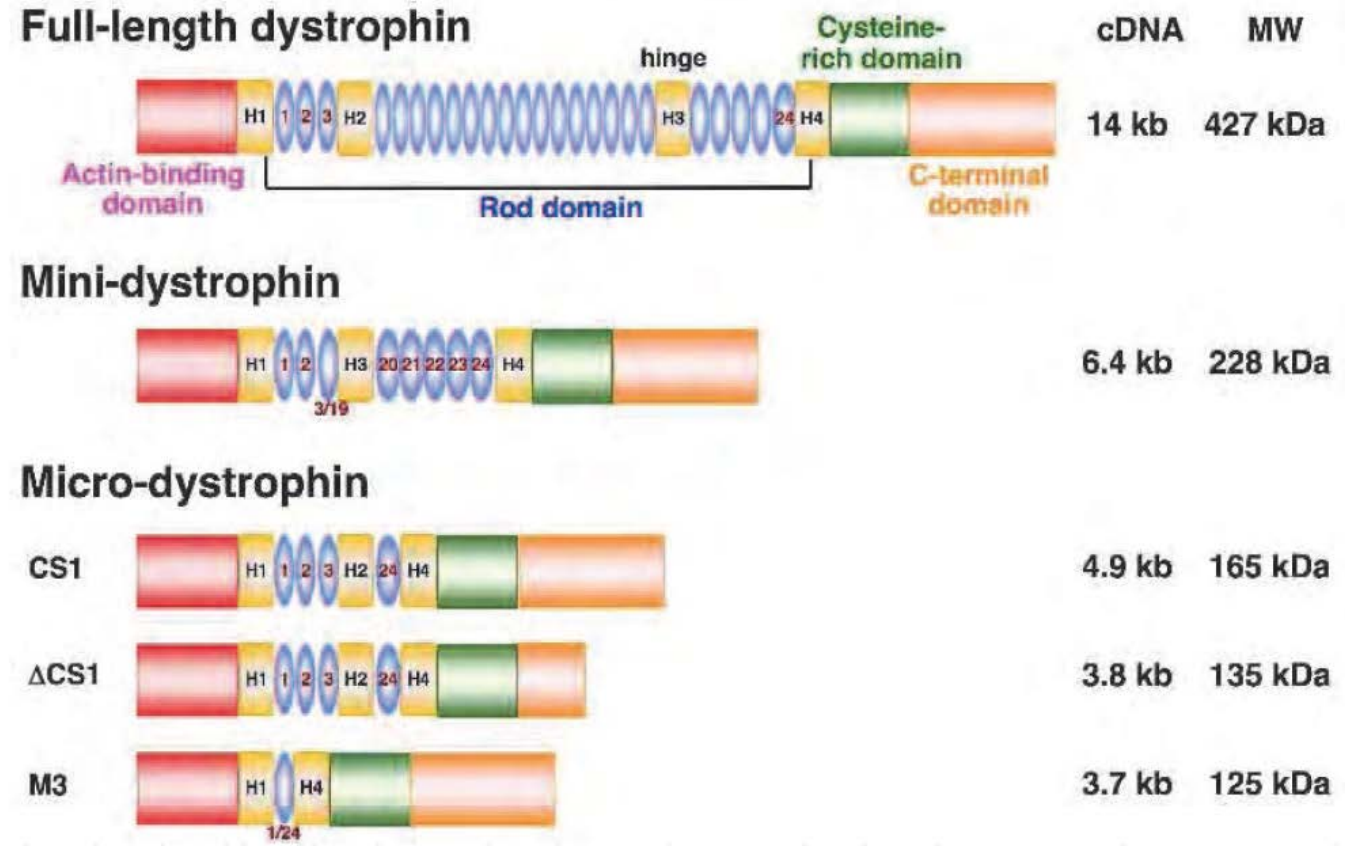 Full-length dystrophin
Cysteine-
rich domain
cDNA MW
hinge
H1 1 2 3 H2 H3 24 H4
14 kb 427 kDa
Actin-binding
domain
Rod domain
C-terminal
domain
Mini-dystrophin
H1 1 2 H3 20 21 22 23 24 H4
3/19
6.4 kb 228 kDa
Micro-dystrophin
CS1 H1 1 2 3 H2 24 H4 4.9 kb 165 kDa
ΔCS1 H1 1 2 3 H2 24 H4 3.8 kb 135 kDa
M3 H1 H4 3.7 kb 125 kDa
1/24